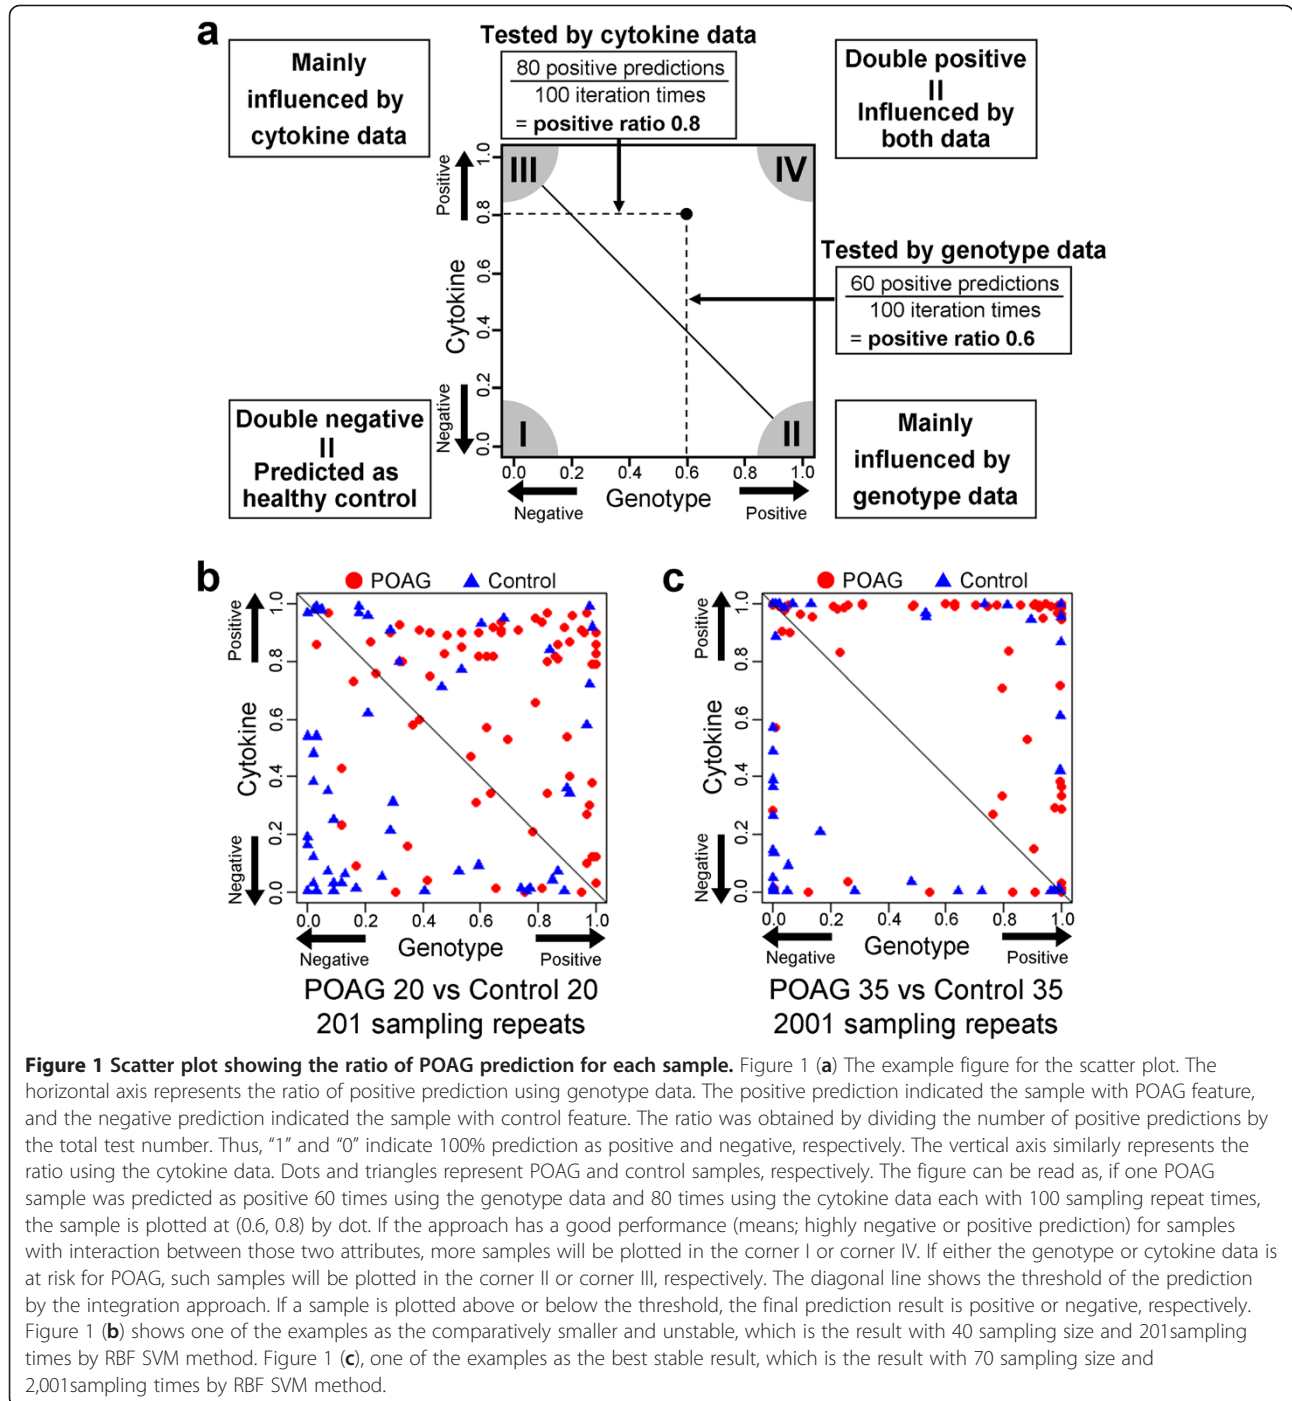 a
Mainly
influenced by
cytokine data
Tested by cytokine data
80 positive predictions
100 iteration times
= positive ratio 0.8
Double positive
II
Influenced by
both data
III
IV
Positive
1.0
0.8
0.6
0.4
0.2
0.0
Cytokine
Negative
Tested by genotype data
60 positive predictions
100 iteration times
= positive ratio 0.6
Double negative
II
Predicted as
healthy control
I
II
Mainly
influenced by
genotype data
0.0 0.2 0.4 0.6 0.8 1.0
Genotype
Negative
Positive
b
POAG Control
Positive
1.0
0.8
0.6
0.4
0.2
0.0
Cytokine
Negative
0.0 0.2 0.4 0.6 0.8 1.0
Genotype
Negative
Positive
POAG 20 vs Control 20
201 sampling repeats
c
POAG Control
Positive
1.0
0.8
0.6
0.4
0.2
0.0
Cytokine
Negative
0.0 0.2 0.4 0.6 0.8 1.0
Genotype
Negative
Positive
POAG 35 vs Control 35
2001 sampling repeats
Figure 1 Scatter plot showing the ratio of POAG prediction for each sample. Figure 1 (a) The example figure for the scatter plot. The
horizontal axis represents the ratio of positive prediction using genotype data. The positive prediction indicated the sample with POAG feature,
and the negative prediction indicated the sample with control feature. The ratio was obtained by dividing the number of positive predictions by
the total test number. Thus, “1” and “0” indicate 100% prediction as positive and negative, respectively. The vertical axis similarly represents the
ratio using the cytokine data. Dots and triangles represent POAG and control samples, respectively. The figure can be read as, if one POAG
sample was predicted as positive 60 times using the genotype data and 80 times using the cytokine data each with 100 sampling repeat times,
the sample is plotted at (0.6, 0.8) by dot. If the approach has a good performance (means; highly negative or positive prediction) for samples
with interaction between those two attributes, more samples will be plotted in the corner I or corner IV. If either the genotype or cytokine data is
at risk for POAG, such samples will be plotted in the corner II or corner III, respectively. The diagonal line shows the threshold of the prediction
by the integration approach. If a sample is plotted above or below the threshold, the final prediction result is positive or negative, respectively.
Figure 1 (b) shows one of the examples as the comparatively smaller and unstable, which is the result with 40 sampling size and 201sampling
times by RBF SVM method. Figure 1 (c), one of the examples as the best stable result, which is the result with 70 sampling size and
2,001sampling times by RBF SVM method.